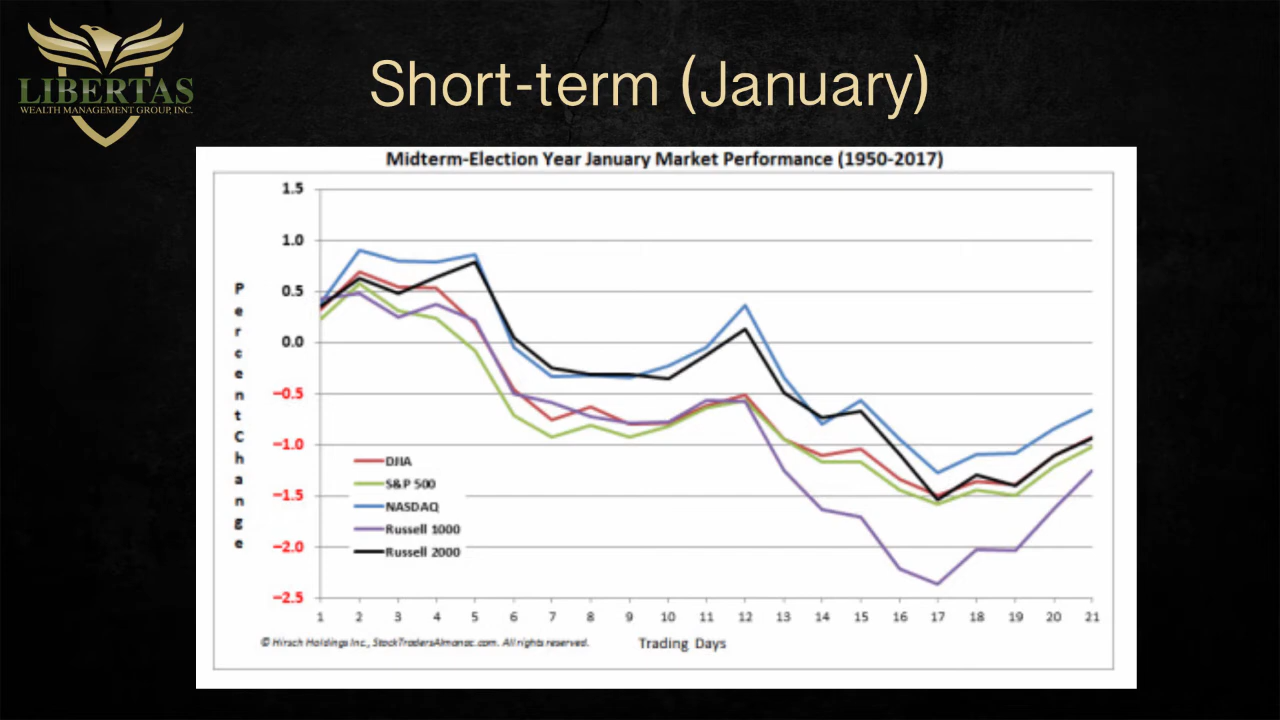 LIBERTAS
WEALTH MANAGEMENT GROUP, INC.
Short-term (January)
Midterm-Election Year January Market Performance (1950-2017)
1.5
1.0
0.5
0.0
−0.5
−1.0
−1.5
−2.0
−2.5
Percent Change
DJIA
S&P 500
NASDAQ
Russell 1000
Russell 2000
1 2 3 4 5 6 7 8 9 10 11 12 13 14 15 16 17 18 19 20 21
© Hirsch Holdings Inc., StockTradersAlmanac.com. All rights reserved.
Trading Days